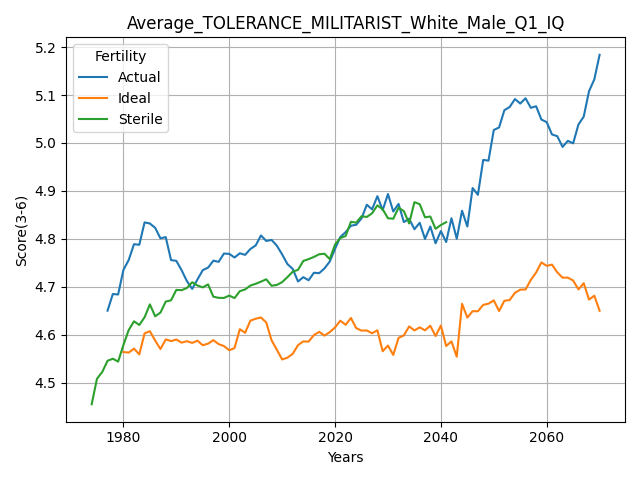 Average_TOLERANCE_MILITARIST_White_Male_Q1_IQ
Fertility
Actual
Ideal
Sterile
Score(3-6)
5.2
5.1
5.0
4.9
4.8
4.7
4.6
4.5
1980
2000
2020
2040
2060
Years